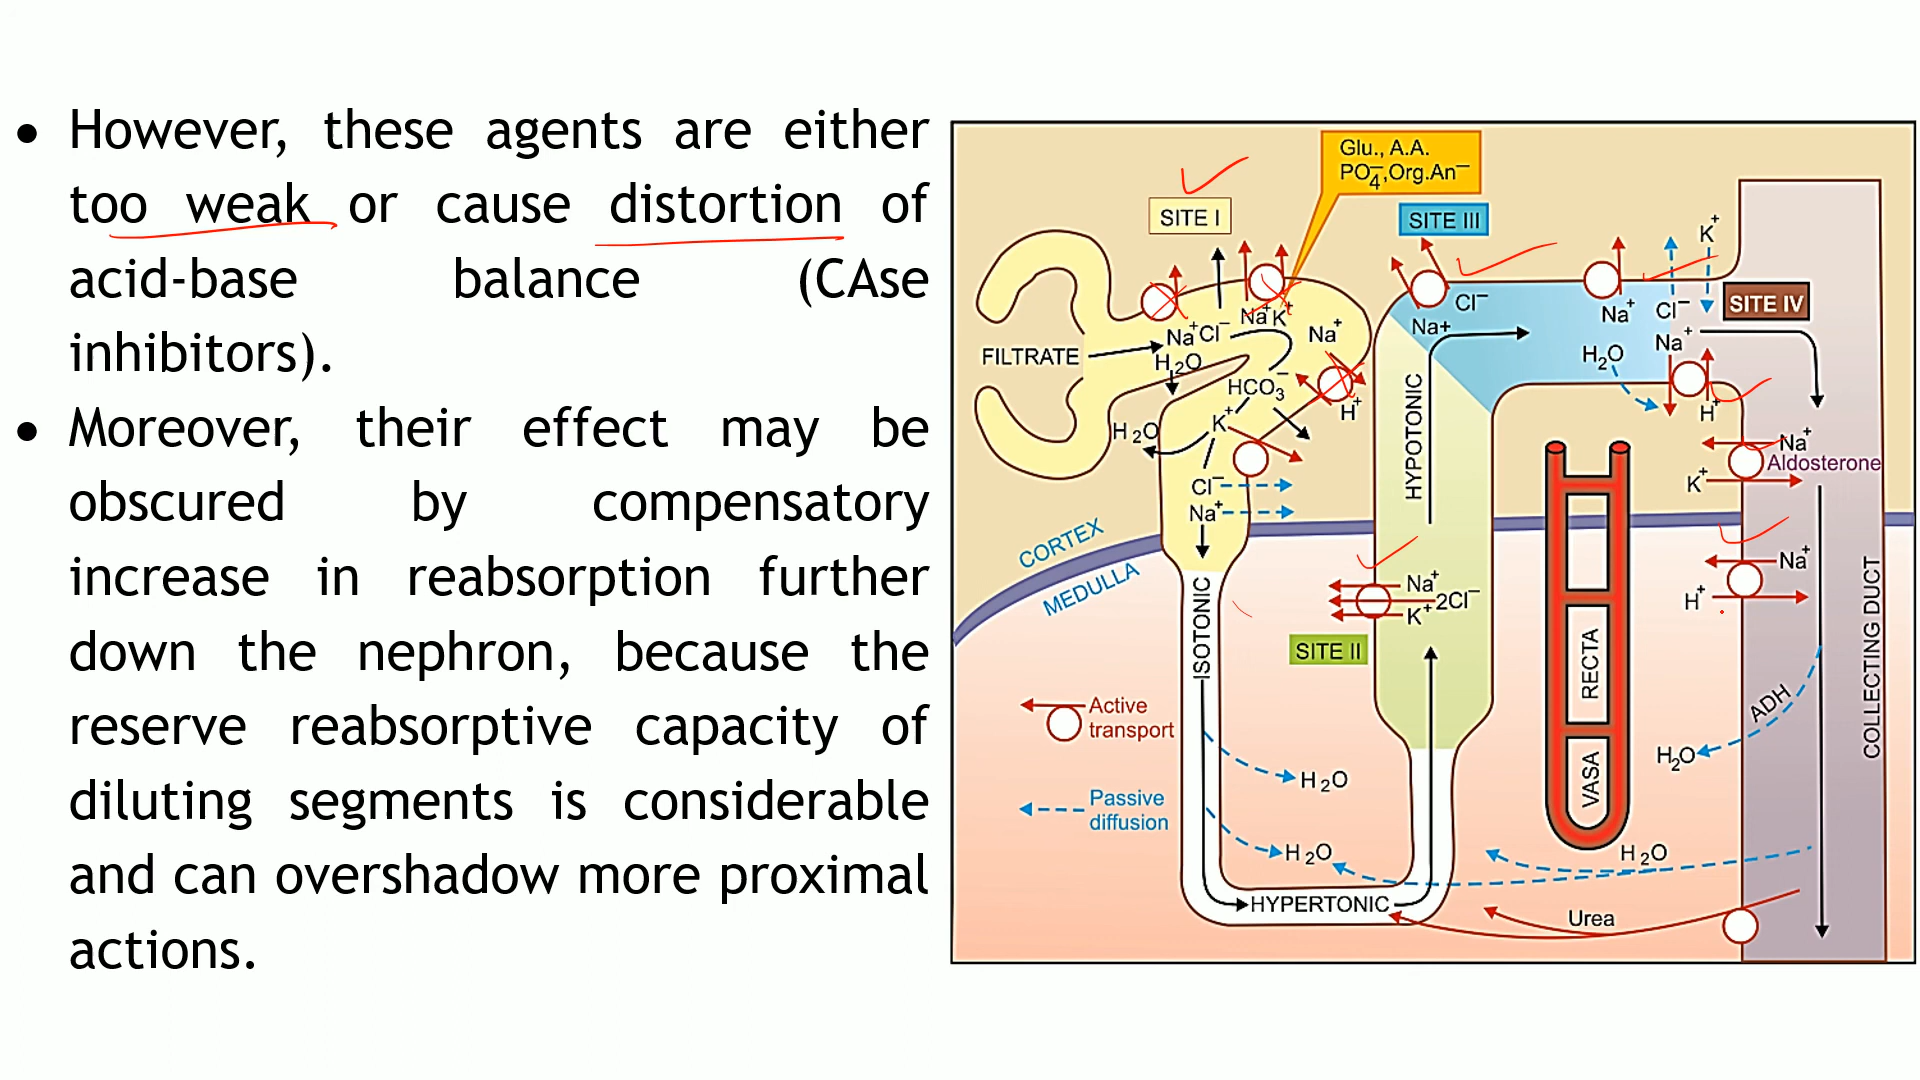 • However, these agents are either
too weak or cause distortion of
acid-base balance (CAse
inhibitors).
• Moreover, their effect may be
obscured by compensatory
increase in reabsorption further
down the nephron, because the
reserve reabsorptive capacity of
diluting segments is considerable
and can overshadow more proximal
actions.
Glu., A.A.
PO₄⁻,Org.An⁻
SITE I
SITE III
K⁺
SITE IV
Cl⁻
Na⁺
Cl⁻
Na+
Na⁺
Na⁺Cl⁻
Na⁺K⁺
Na⁺
FILTRATE
H₂O
H₂O
HCO₃⁻
H⁺
H⁺
K⁺
H₂O
HYPOTONIC
Na⁺
Aldosterone
K⁺
Cl⁻
Na⁺
CORTEX
MEDULLA
Na⁺
K⁺
2Cl⁻
Na⁺
H⁺
SITE II
ISOTONIC
RECTA
VASA
COLLECTING DUCT
Active
transport
ADH
H₂O
H₂O
Passive
diffusion
H₂O
H₂O
HYPERTONIC
Urea